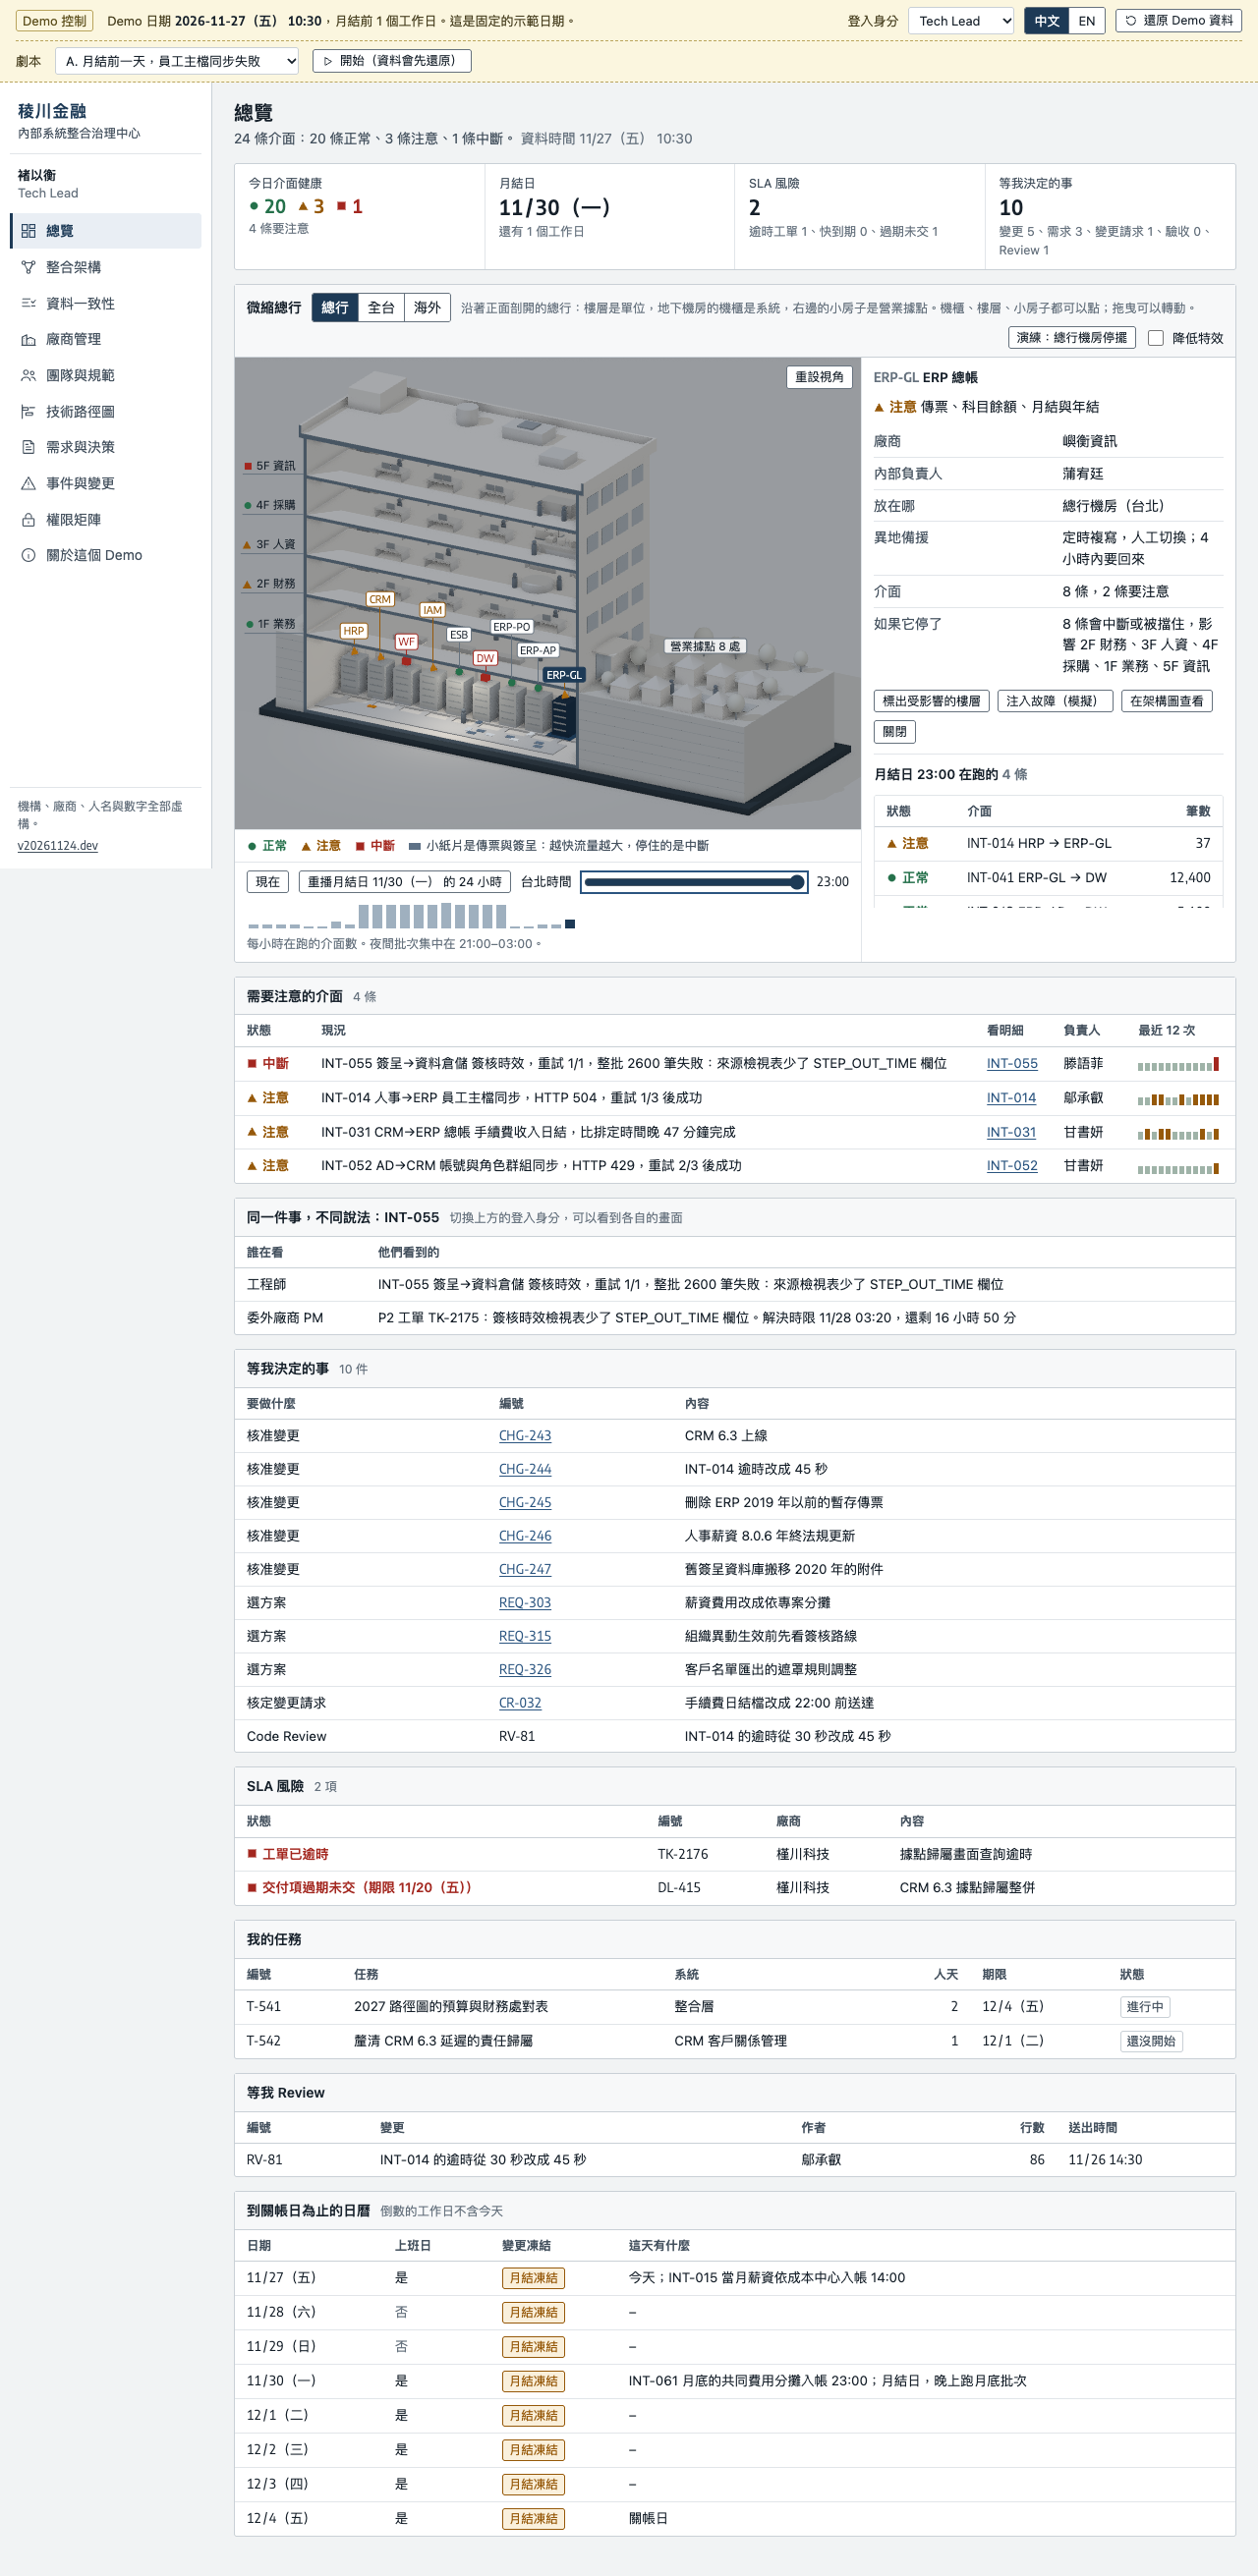 Demo 控制 Demo 日期 2026-11-27（五） 10:30，月結前 1 個工作日。這是固定的示範日期。 登入身分 Tech Lead 中文 EN 還原 Demo 資料
劇本 A. 月結前一天，員工主檔同步失敗 開始（資料會先還原）
稜川金融
內部系統整合治理中心
褚以衡
Tech Lead
總覽
整合架構
資料一致性
廠商管理
團隊與規範
技術路徑圖
需求與決策
事件與變更
權限矩陣
關於這個 Demo
機構、廠商、人名與數字全部虛構。
v20261124.dev
總覽
24 條介面：20 條正常、3 條注意、1 條中斷。 資料時間 11/27（五） 10:30
今日介面健康
20 3 1
4 條要注意
月結日
11/30（一）
還有 1 個工作日
SLA 風險
2
逾時工單 1、快到期 0、過期未交 1
等我決定的事
10
變更 5、需求 3、變更請求 1、驗收 0、
Review 1
微縮總行 總行 全台 海外 沿著正面剖開的總行：樓層是單位，地下機房的機櫃是系統，右邊的小房子是營業據點。機櫃、樓層、小房子都可以點；拖曳可以轉動。
演練：總行機房停擺 降低特效
重設視角
5F 資訊
4F 採購
3F 人資
2F 財務
1F 業務
CRM
IAM
HRP
WF
ESB
ERP-PO
DW
ERP-AP
ERP-GL
營業據點 8 處
ERP-GL ERP 總帳
注意 傳票、科目餘額、月結與年結
廠商 嶼衡資訊
內部負責人 蒲宥廷
放在哪 總行機房（台北）
異地備援 定時複寫，人工切換；4
小時內要回來
介面 8 條，2 條要注意
如果它停了 8 條會中斷或被擋住，影
響 2F 財務、3F 人資、4F
採購、1F 業務、5F 資訊
標出受影響的樓層 注入故障（模擬） 在架構圖查看
關閉
月結日 23:00 在跑的 4 條
狀態 介面 筆數
注意 INT-014 HRP → ERP-GL 37
正常 INT-041 ERP-GL → DW 12,400
正常 注意 中斷 小紙片是傳票與簽呈：越快流量越大，停住的是中斷
現在 重播月結日 11/30（一） 的 24 小時 台北時間 23:00
每小時在跑的介面數。夜間批次集中在 21:00–03:00。
需要注意的介面 4 條
狀態 現況 看明細 負責人 最近 12 次
中斷 INT-055 簽呈→資料倉儲 簽核時效，重試 1/1，整批 2600 筆失敗：來源檢視表少了 STEP_OUT_TIME 欄位 INT-055 滕語菲
注意 INT-014 人事→ERP 員工主檔同步，HTTP 504，重試 1/3 後成功 INT-014 鄔承叡
注意 INT-031 CRM→ERP 總帳 手續費收入日結，比排定時間晚 47 分鐘完成 INT-031 甘書妍
注意 INT-052 AD→CRM 帳號與角色群組同步，HTTP 429，重試 2/3 後成功 INT-052 甘書妍
同一件事，不同說法：INT-055 切換上方的登入身分，可以看到各自的畫面
誰在看 他們看到的
工程師 INT-055 簽呈→資料倉儲 簽核時效，重試 1/1，整批 2600 筆失敗：來源檢視表少了 STEP_OUT_TIME 欄位
委外廠商 PM P2 工單 TK-2175：簽核時效檢視表少了 STEP_OUT_TIME 欄位。解決時限 11/28 03:20，還剩 16 小時 50 分
等我決定的事 10 件
要做什麼 編號 內容
核准變更 CHG-243 CRM 6.3 上線
核准變更 CHG-244 INT-014 逾時改成 45 秒
核准變更 CHG-245 刪除 ERP 2019 年以前的暫存傳票
核准變更 CHG-246 人事薪資 8.0.6 年終法規更新
核准變更 CHG-247 舊簽呈資料庫搬移 2020 年的附件
選方案 REQ-303 薪資費用改成依專案分攤
選方案 REQ-315 組織異動生效前先看簽核路線
選方案 REQ-326 客戶名單匯出的遮罩規則調整
核定變更請求 CR-032 手續費日結檔改成 22:00 前送達
Code Review RV-81 INT-014 的逾時從 30 秒改成 45 秒
SLA 風險 2 項
狀態 編號 廠商 內容
工單已逾時 TK-2176 槿川科技 據點歸屬畫面查詢逾時
交付項過期未交（期限 11/20（五）） DL-415 槿川科技 CRM 6.3 據點歸屬整併
我的任務
編號 任務 系統 人天 期限 狀態
T-541 2027 路徑圖的預算與財務處對表 整合層 2 12/4（五） 進行中
T-542 釐清 CRM 6.3 延遲的責任歸屬 CRM 客戶關係管理 1 12/1（二） 還沒開始
等我 Review
編號 變更 作者 行數 送出時間
RV-81 INT-014 的逾時從 30 秒改成 45 秒 鄔承叡 86 11/26 14:30
到關帳日為止的日曆 倒數的工作日不含今天
日期 上班日 變更凍結 這天有什麼
11/27（五） 是 月結凍結 今天；INT-015 當月薪資依成本中心入帳 14:00
11/28（六） 否 月結凍結 –
11/29（日） 否 月結凍結 –
11/30（一） 是 月結凍結 INT-061 月底的共同費用分攤入帳 23:00；月結日，晚上跑月底批次
12/1（二） 是 月結凍結 –
12/2（三） 是 月結凍結 –
12/3（四） 是 月結凍結 –
12/4（五） 是 月結凍結 關帳日